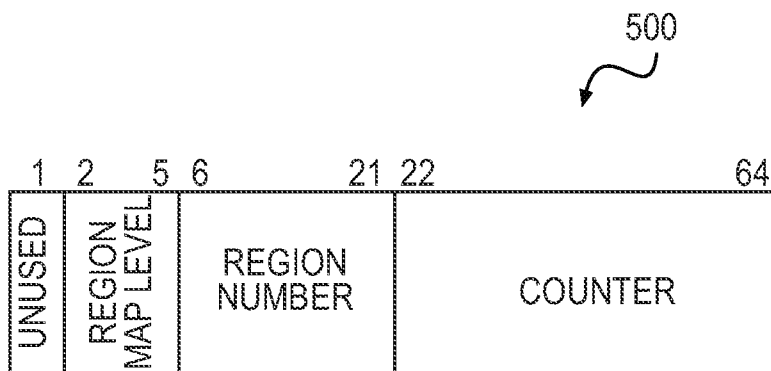 500
1 2 5 6 21 22 64
UNUSED
REGION
MAP LEVEL
REGION
NUMBER
COUNTER